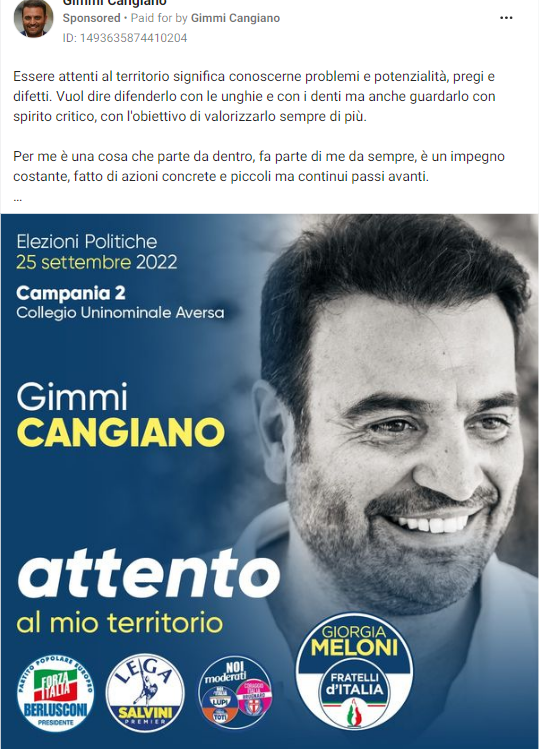 Gimmi Cangiano
Sponsored • Paid for by Gimmi Cangiano
ID: 1493635874410204
Essere attenti al territorio significa conoscerne problemi e potenzialità, pregi e
difetti. Vuol dire difenderlo con le unghie e con i denti ma anche guardarlo con
spirito critico, con l'obiettivo di valorizzarlo sempre di più.
Per me è una cosa che parte da dentro, fa parte di me da sempre, è un impegno
costante, fatto di azioni concrete e piccoli ma continui passi avanti.
...
Elezioni Politiche
25 settembre 2022
Campania 2
Collegio Uninominale Aversa
Gimmi
CANGIANO
attento
al mio territorio
PARTITO POPOLARE EUROPEO
FORZA
ITALIA
BERLUSCONI
PRESIDENTE
LEGA
SALVINI
PREMIER
NOI
moderati
LUPI
TOTI
BRUGNARO
GIORGIA
MELONI
FRATELLI
d'ITALIA